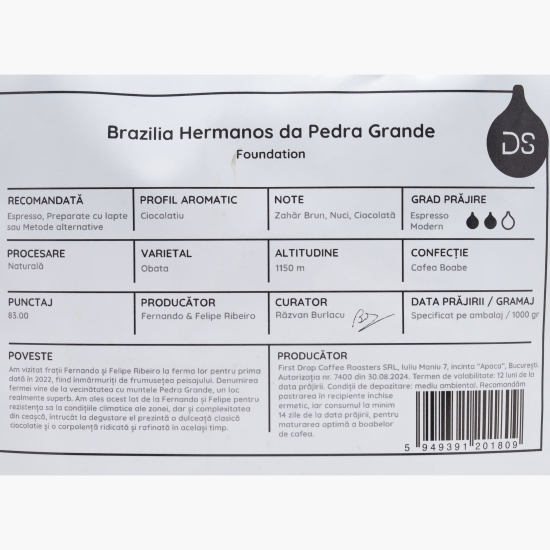 DS
Brazilia Hermanos da Pedra Grande
Foundation
RECOMANDATĂ
Espresso, Preparate cu lapte
sau Metode alternative
PROFIL AROMATIC
Ciocolatiu
NOTE
Zahăr Brun, Nuci, Ciocolată
GRAD PRĂJIRE
Espresso
Modern
PROCESARE
Naturală
VARIETAL
Obata
ALTITUDINE
1150 m
CONFECȚIE
Cafea Boabe
PUNCTAJ
83.00
PRODUCĂTOR
Fernando & Felipe Ribeiro
CURATOR
Răzvan Burlacu
DATA PRĂJIRII / GRAMAJ
Specificat pe ambalaj / 1000 gr
POVESTE
Am vizitat frații Fernando și Felipe Ribeiro la ferma lor pentru prima
dată în 2022, fiind înmărmuriți de frumusețea peisajului. Denumirea
fermei vine de la vecinătatea cu muntele Pedra Grande, un loc
realmente superb. Am ales acest lot de la Fernando și Felipe pentru
rezistența sa la condițiile climatice ale zonei, dar și complexitatea
din ceașcă, întrucât la degustare el prezintă o dulceață clasică
ciocolatie și o corpolență ridicată și rafinată în același timp.
PRODUCĂTOR
First Drop Coffee Roasters SRL, Iuliu Maniu 7, incinta "Apaca", București.
Autorizația nr. 7400 din 30.08.2024. Termen de valabilitate: 12 luni de la
data prăjirii. Condiții de depozitare: mediu ambiental. Recomandăm
pastrarea in recipiente închise
ermetic, iar consumul la minim
14 zile de la data prăjirii, pentru
maturarea optimă a boabelor
de cafea.
5 949391 201809